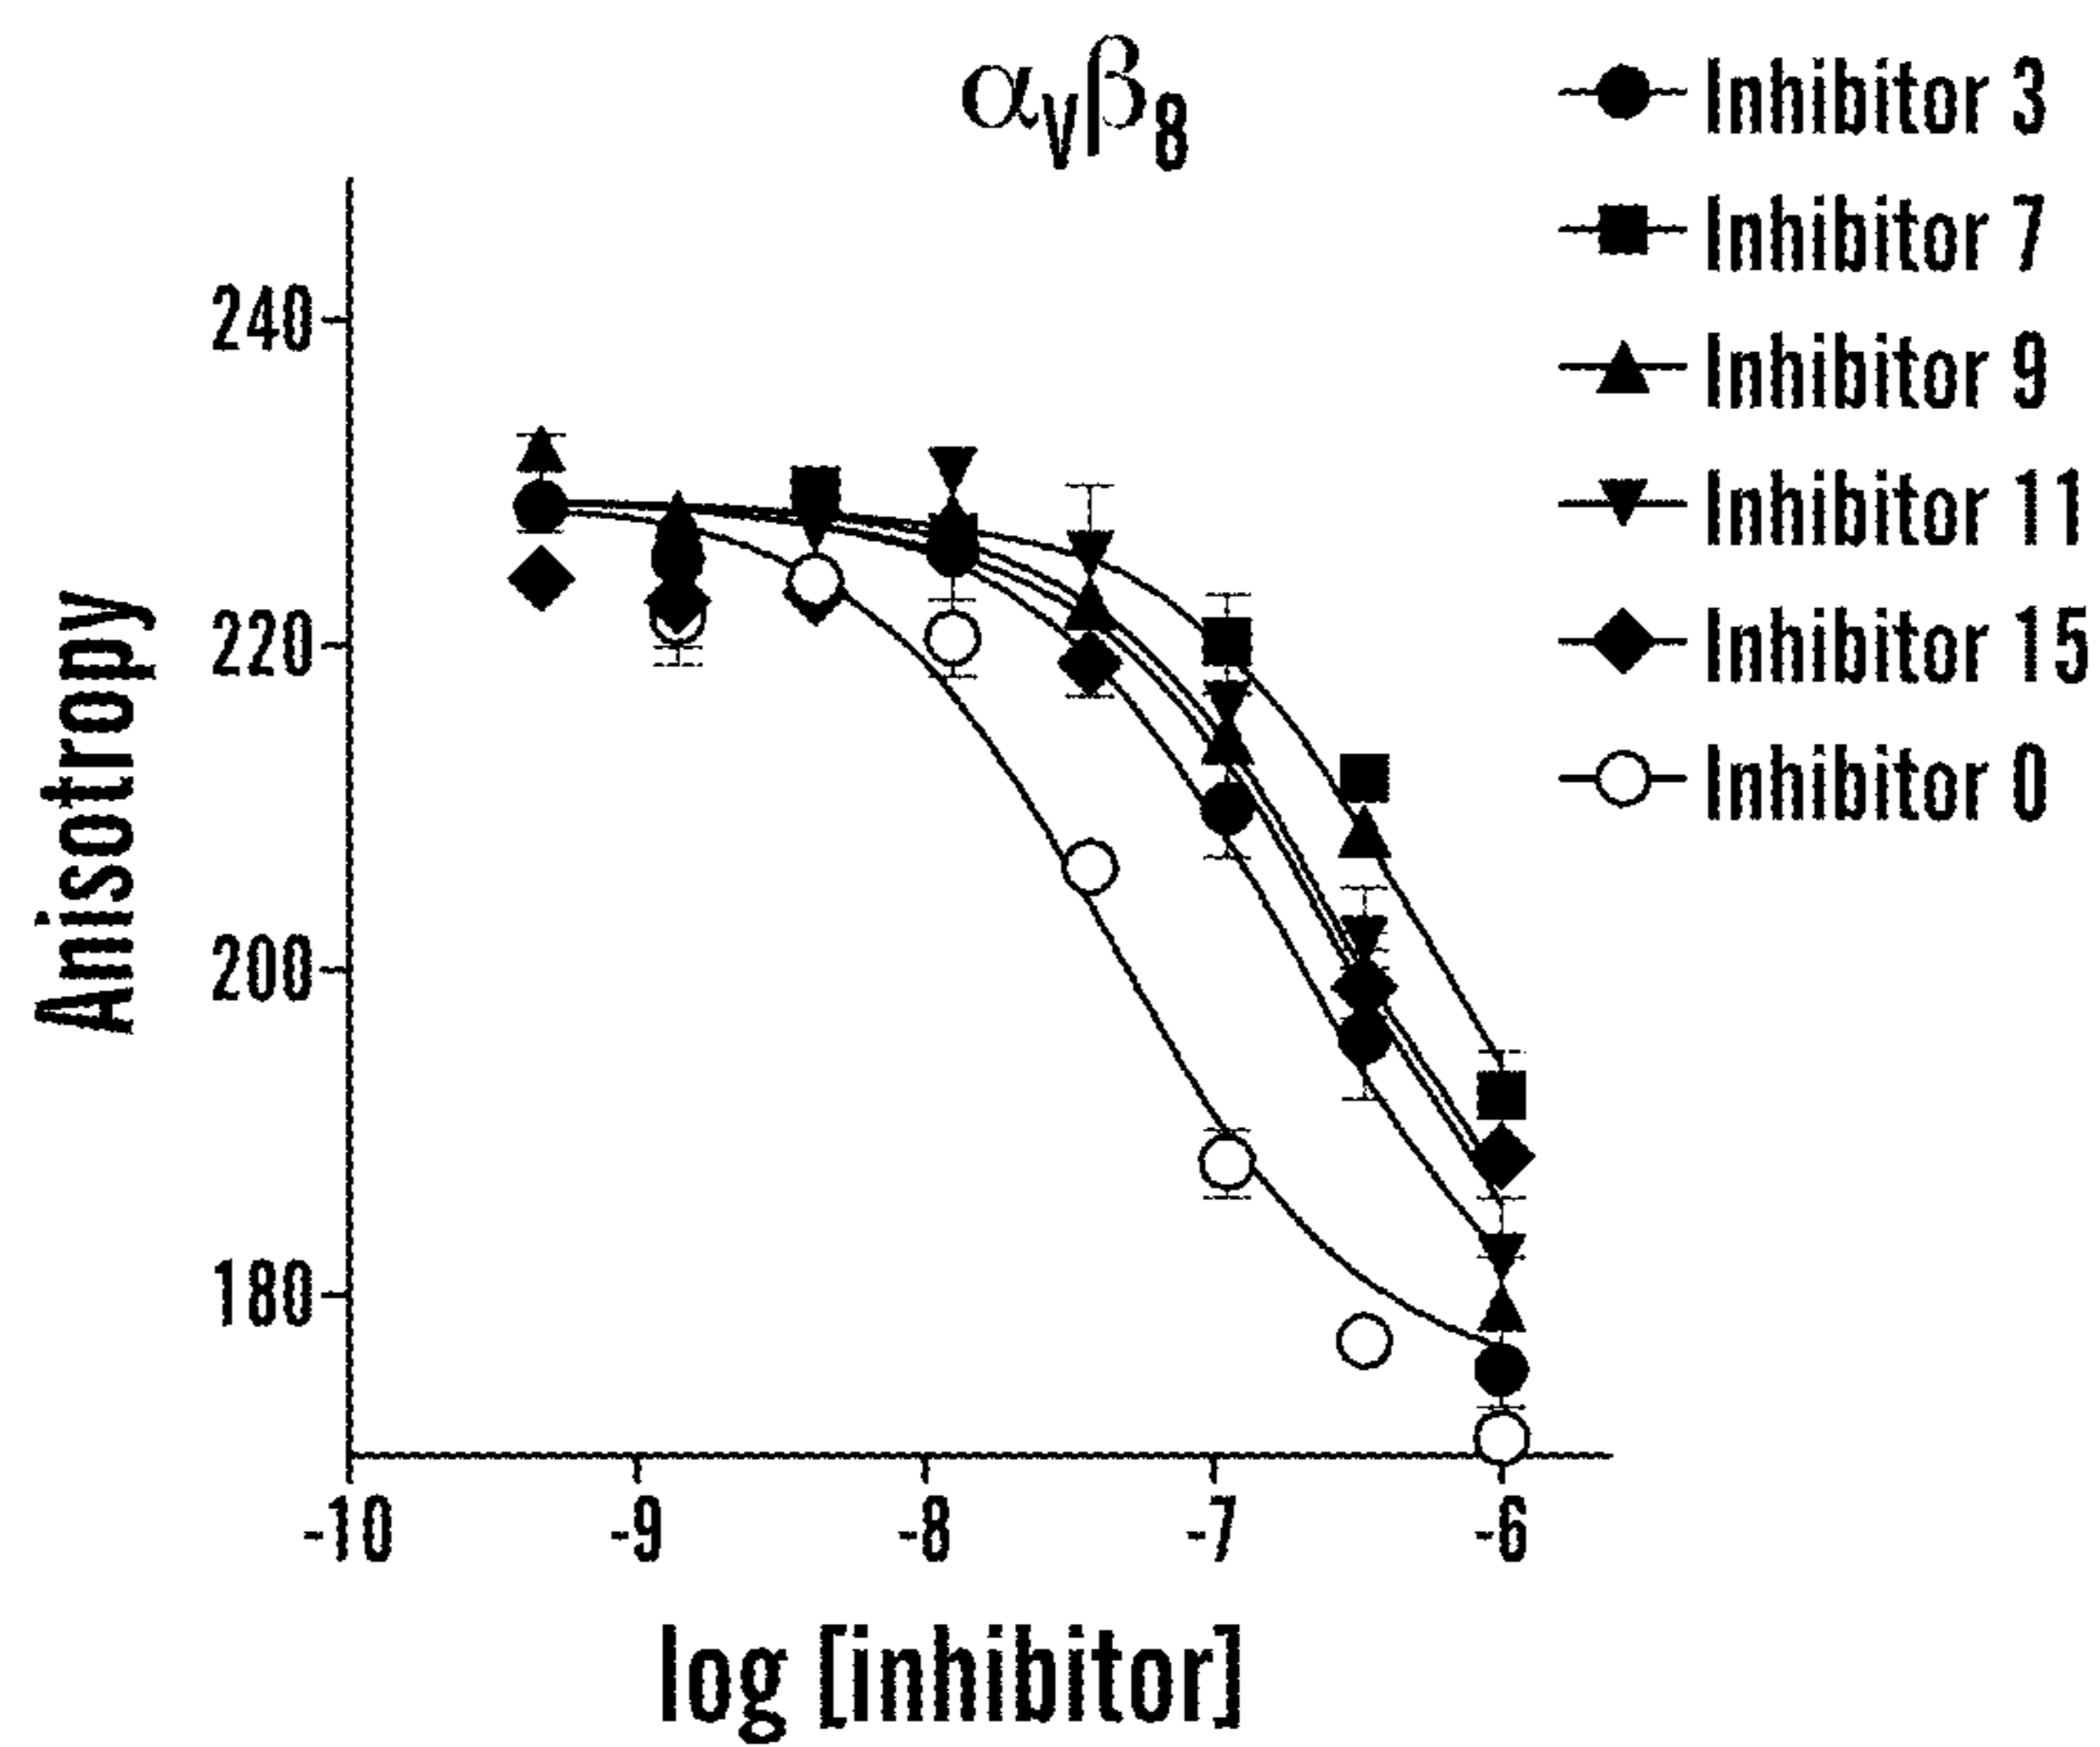 αVβ8
Inhibitor 3
Inhibitor 7
Inhibitor 9
Inhibitor 11
Inhibitor 15
Inhibitor 0
Anisotropy
240
220
200
180
-10 -9 -8 -7 -6
log [inhibitor]